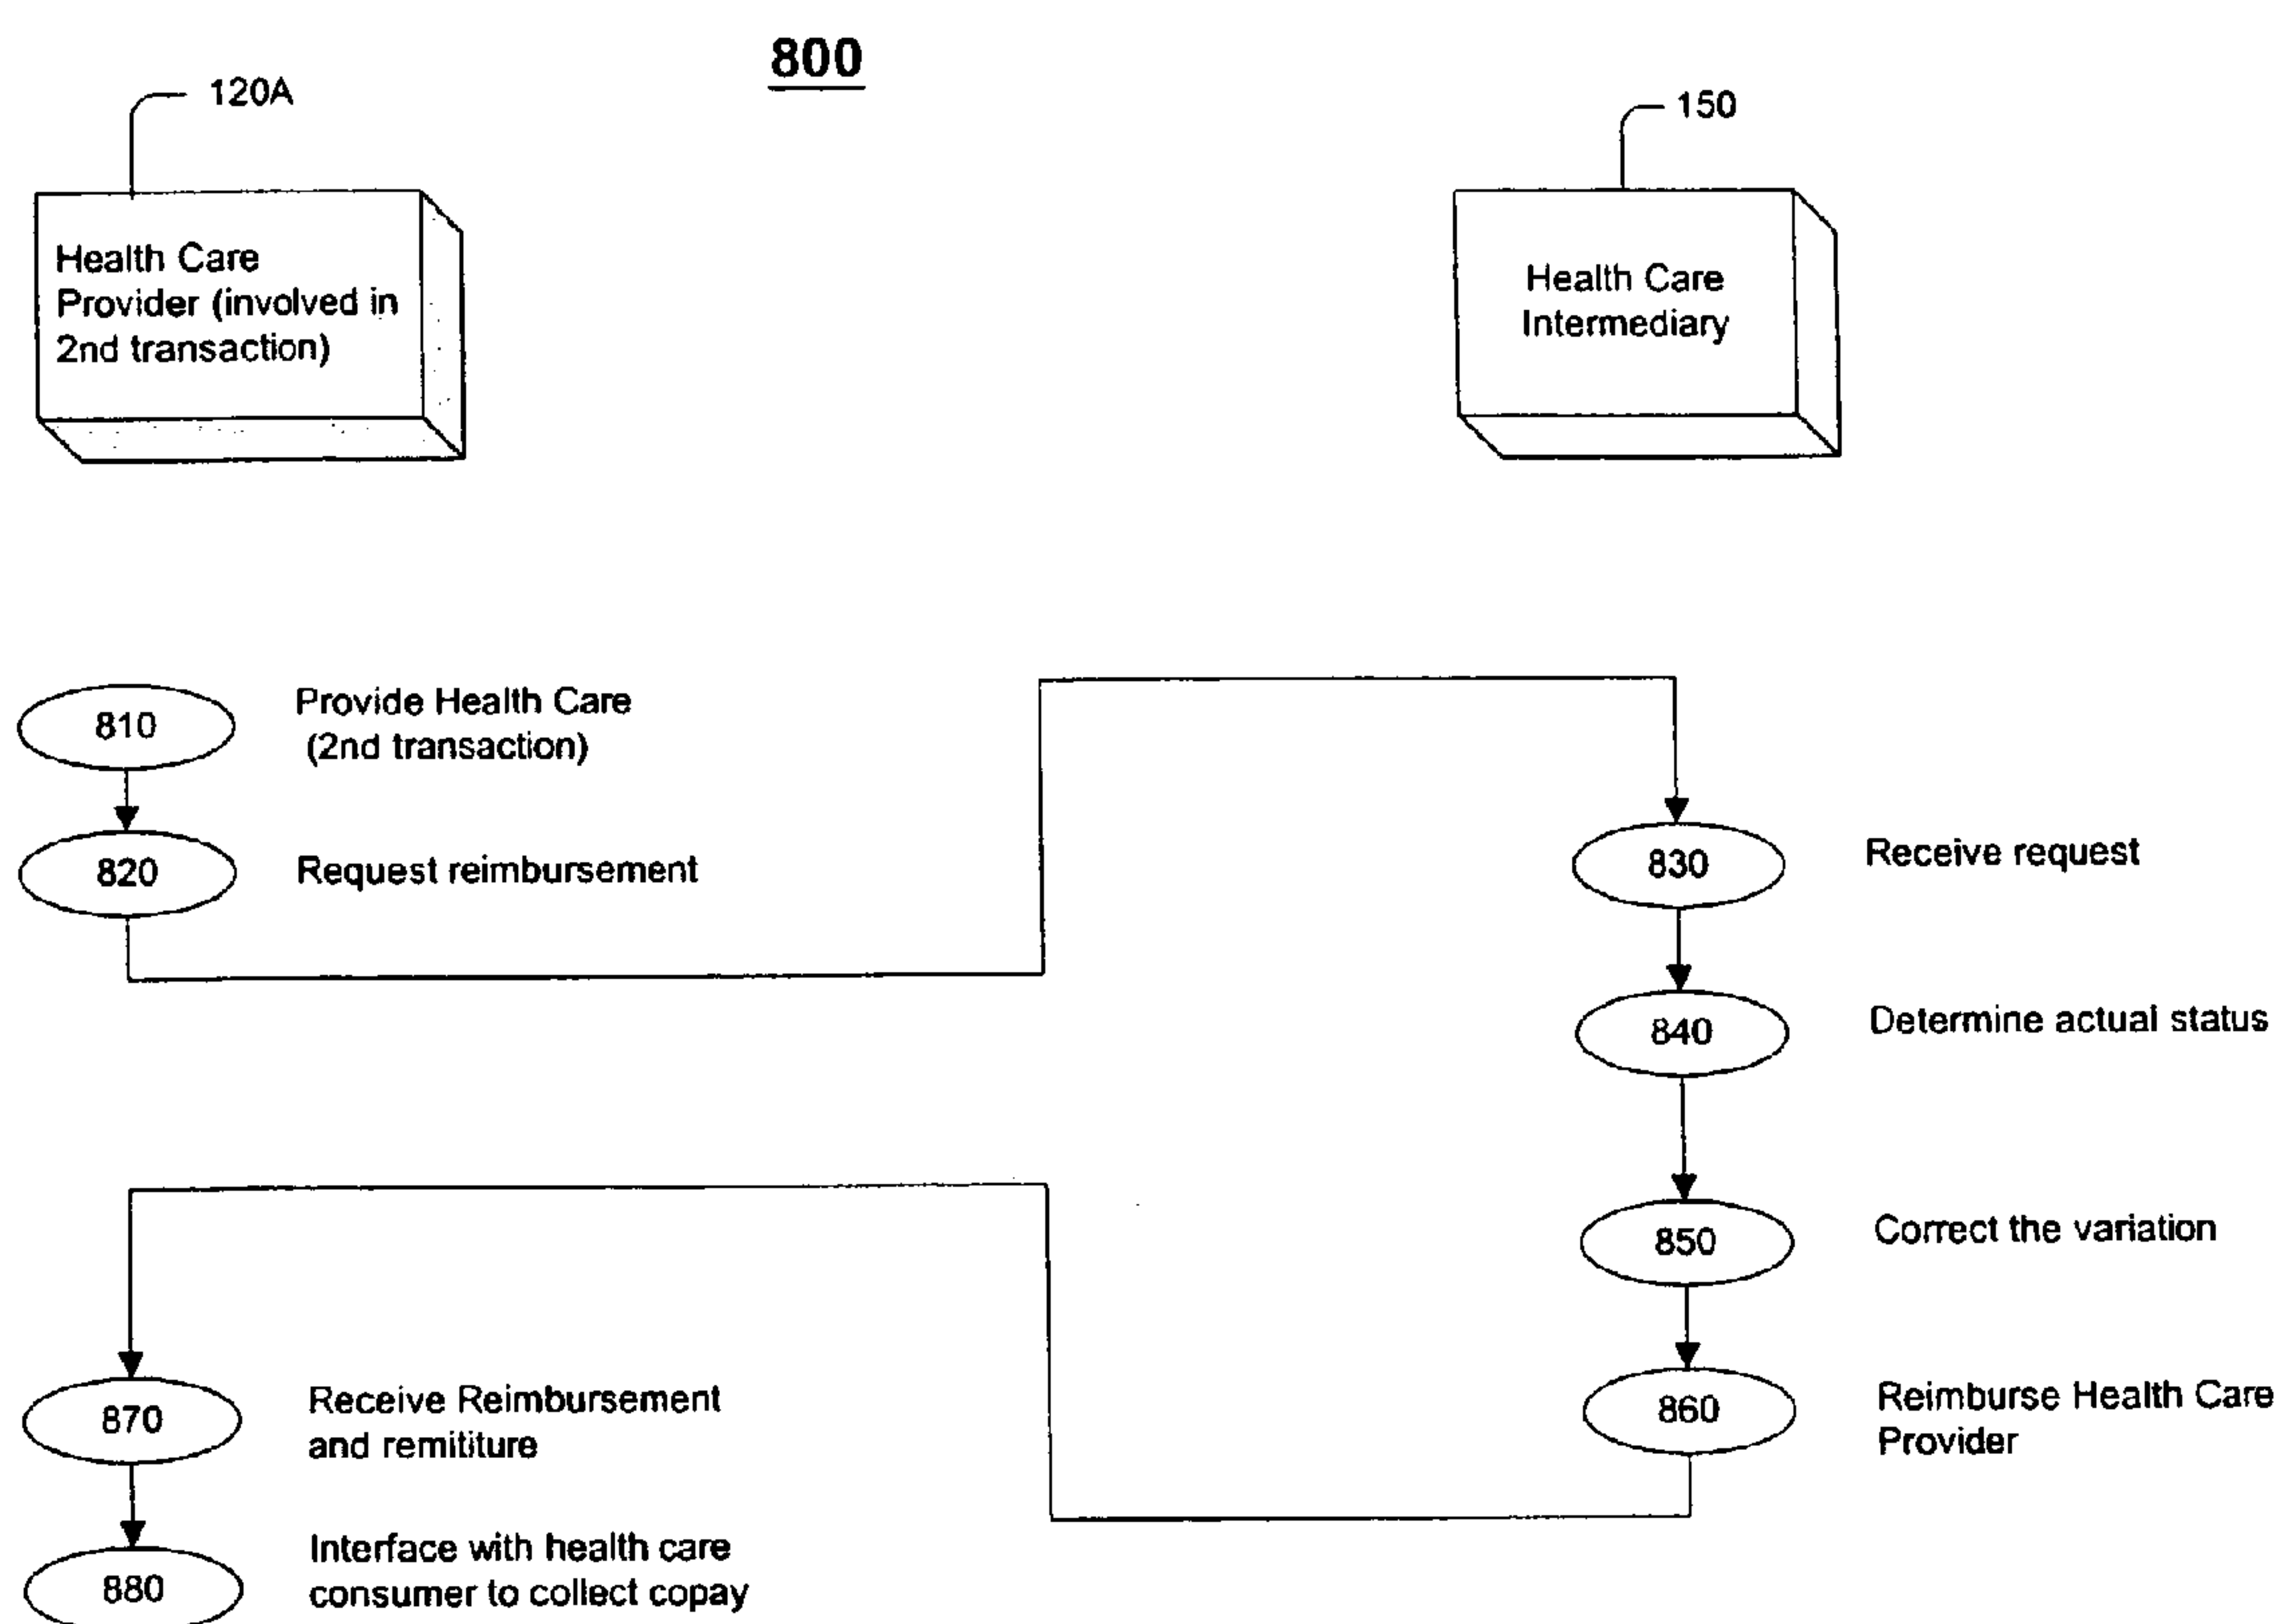 800
120A
150
Health Care
Provider (involved in
2nd transaction)
Health Care
Intermediary
810
Provide Health Care
(2nd transaction)
820
Request reimbursement
830
Receive request
840
Determine actual status
850
Correct the variation
860
Reimburse Health Care
Provider
870
Receive Reimbursement
and remititure
880
Interface with health care
consumer to collect copay